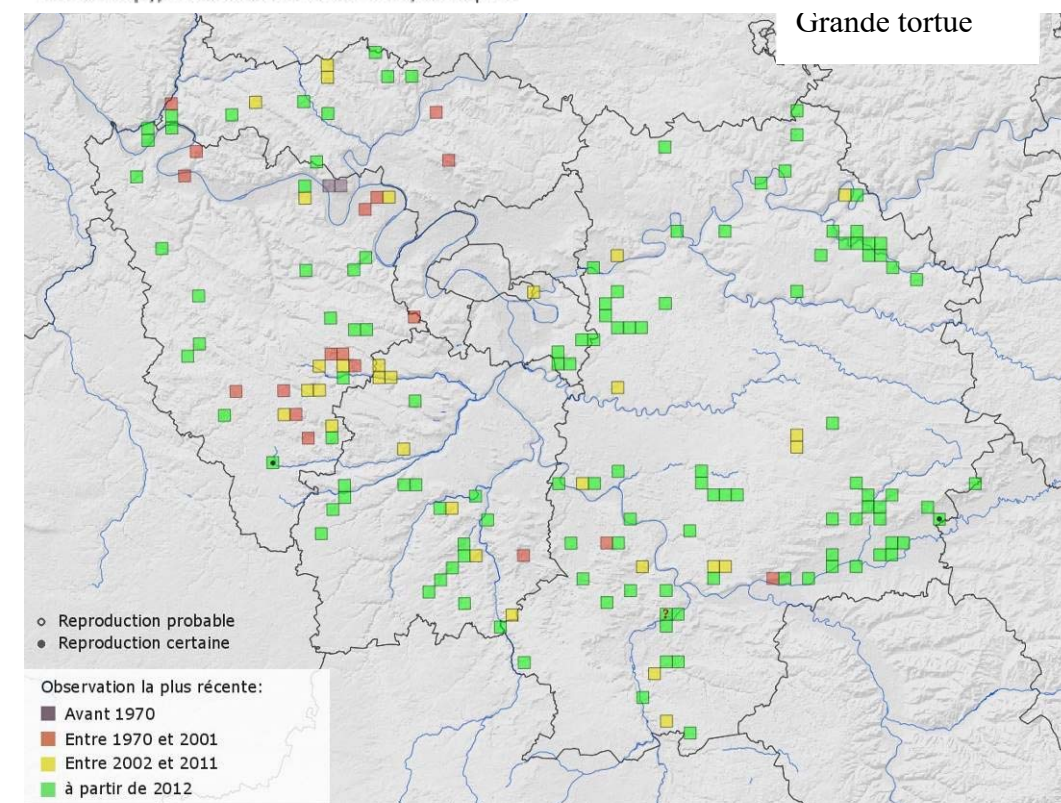 Grande tortue
?
Reproduction probable
Reproduction certaine
Observation la plus récente:
Avant 1970
Entre 1970 et 2001
Entre 2002 et 2011
à partir de 2012